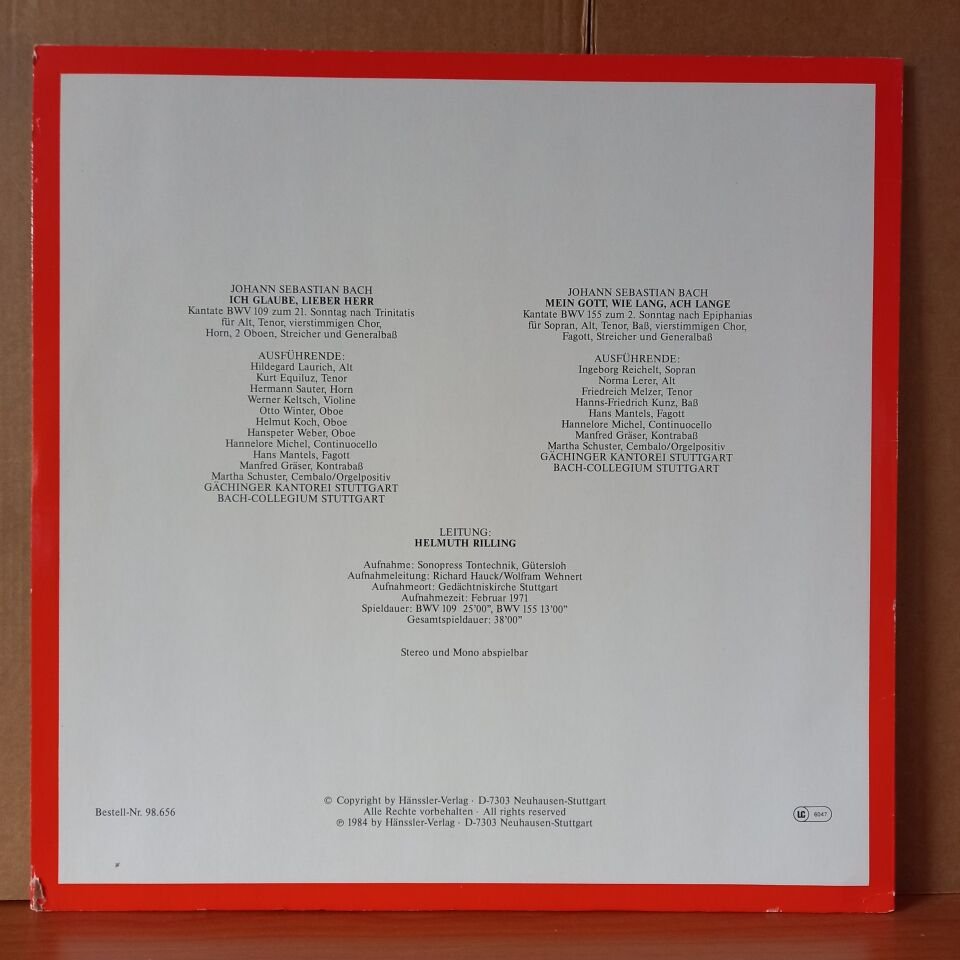 JOHANN SEBASTIAN BACH
ICH GLAUBE, LIEBER HERR
Kantate BWV 109 zum 21. Sonntag nach Trinitatis
für Alt, Tenor, vierstimmigen Chor,
Horn, 2 Oboen, Streicher und Generalbaß
AUSFÜHRENDE:
Hildegard Laurich, Alt
Kurt Equiluz, Tenor
Hermann Sauter, Horn
Werner Keltsch, Violine
Otto Winter, Oboe
Helmut Koch, Oboe
Hanspeter Weber, Oboe
Hannelore Michel, Continuocello
Hans Mantels, Fagott
Manfred Gräser, Kontrabaß
Martha Schuster, Cembalo/Orgelpositiv
GÄCHINGER KANTOREI STUTTGART
BACH-COLLEGIUM STUTTGART
JOHANN SEBASTIAN BACH
MEIN GOTT, WIE LANG, ACH LANGE
Kantate BWV 155 zum 2. Sonntag nach Epiphanias
für Sopran, Alt, Tenor, Baß, vierstimmigen Chor,
Fagott, Streicher und Generalbaß
AUSFÜHRENDE:
Ingeborg Reichelt, Sopran
Norma Lerer, Alt
Friedreich Melzer, Tenor
Hanns-Friedrich Kunz, Baß
Hans Mantels, Fagott
Hannelore Michel, Continuocello
Manfred Gräser, Kontrabaß
Martha Schuster, Cembalo/Orgelpositiv
GÄCHINGER KANTOREI STUTTGART
BACH-COLLEGIUM STUTTGART
LEITUNG:
HELMUTH RILLING
Aufnahme: Sonopress Tontechnik, Gütersloh
Aufnahmeleitung: Richard Hauck/Wolfram Wehnert
Aufnahmeort: Gedächtniskirche Stuttgart
Aufnahmezeit: Februar 1971
Spieldauer: BWV 109 25'00", BWV 155 13'00"
Gesamtspieldauer: 38'00"
Stereo und Mono abspielbar
Bestell-Nr. 98.656
© Copyright by Hänssler-Verlag · D-7303 Neuhausen-Stuttgart
Alle Rechte vorbehalten · All rights reserved
℗ 1984 by Hänssler-Verlag · D-7303 Neuhausen-Stuttgart
LC 6047